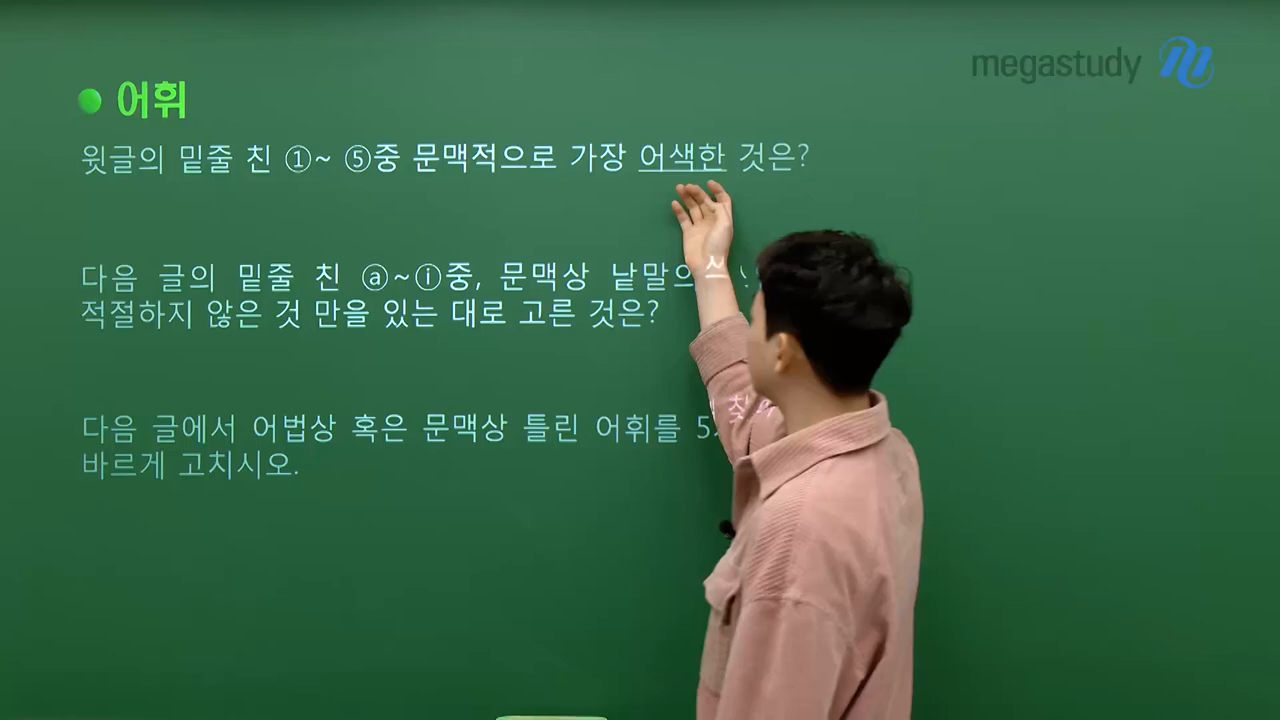 megastudy
어휘
윗글의 밑줄 친 ①~ ⑤중 문맥적으로 가장 어색한 것은?
다음 글의 밑줄 친 ⓐ~ⓘ중, 문맥상 낱말의
적절하지 않은 것 만을 있는 대로 고른 것은?
다음 글에서 어법상 혹은 문맥상 틀린 어휘를
바르게 고치시오.